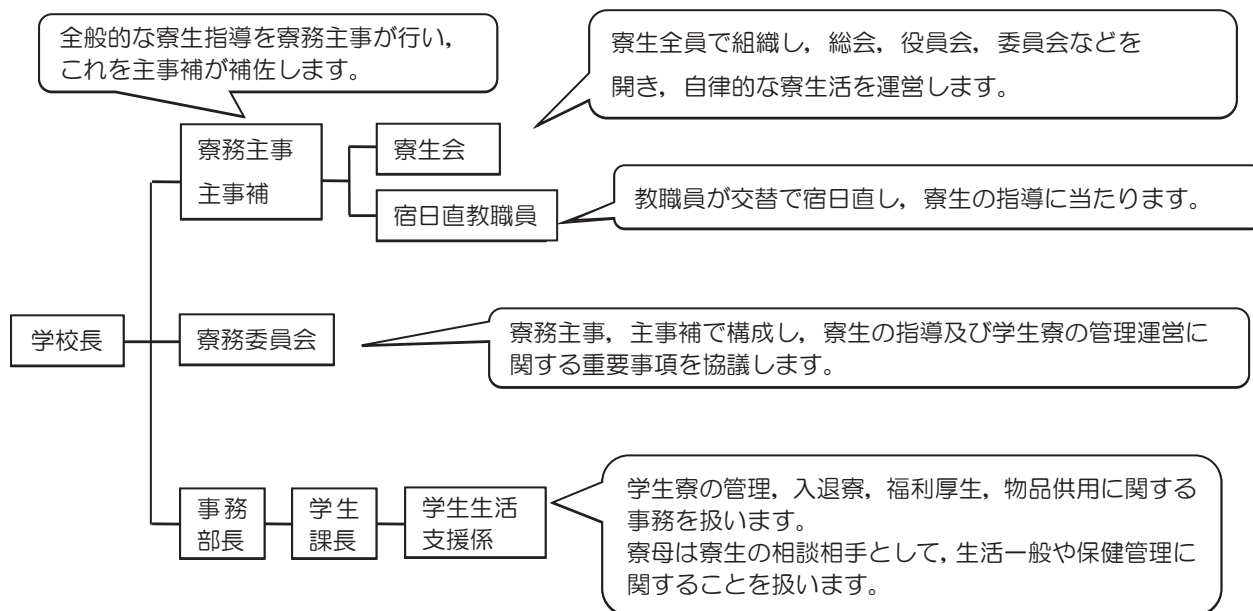 全般的な寮生指導を寮務主事が行い，
これを主事補が補佐します。
寮生全員で組織し，総会，役員会，委員会などを
開き，自律的な寮生活を運営します。
寮務主事
主事補
寮生会
宿日直教職員
教職員が交替で宿日直し，寮生の指導に当たります。
学校長
寮務委員会
寮務主事，主事補で構成し，寮生の指導及び学生寮の管理運営に
関する重要事項を協議します。
事務
部長
学生
課長
学生生活
支援係
学生寮の管理，入退寮，福利厚生，物品供用に関する
事務を扱います。
寮母は寮生の相談相手として，生活一般や保健管理に
関することを扱います。